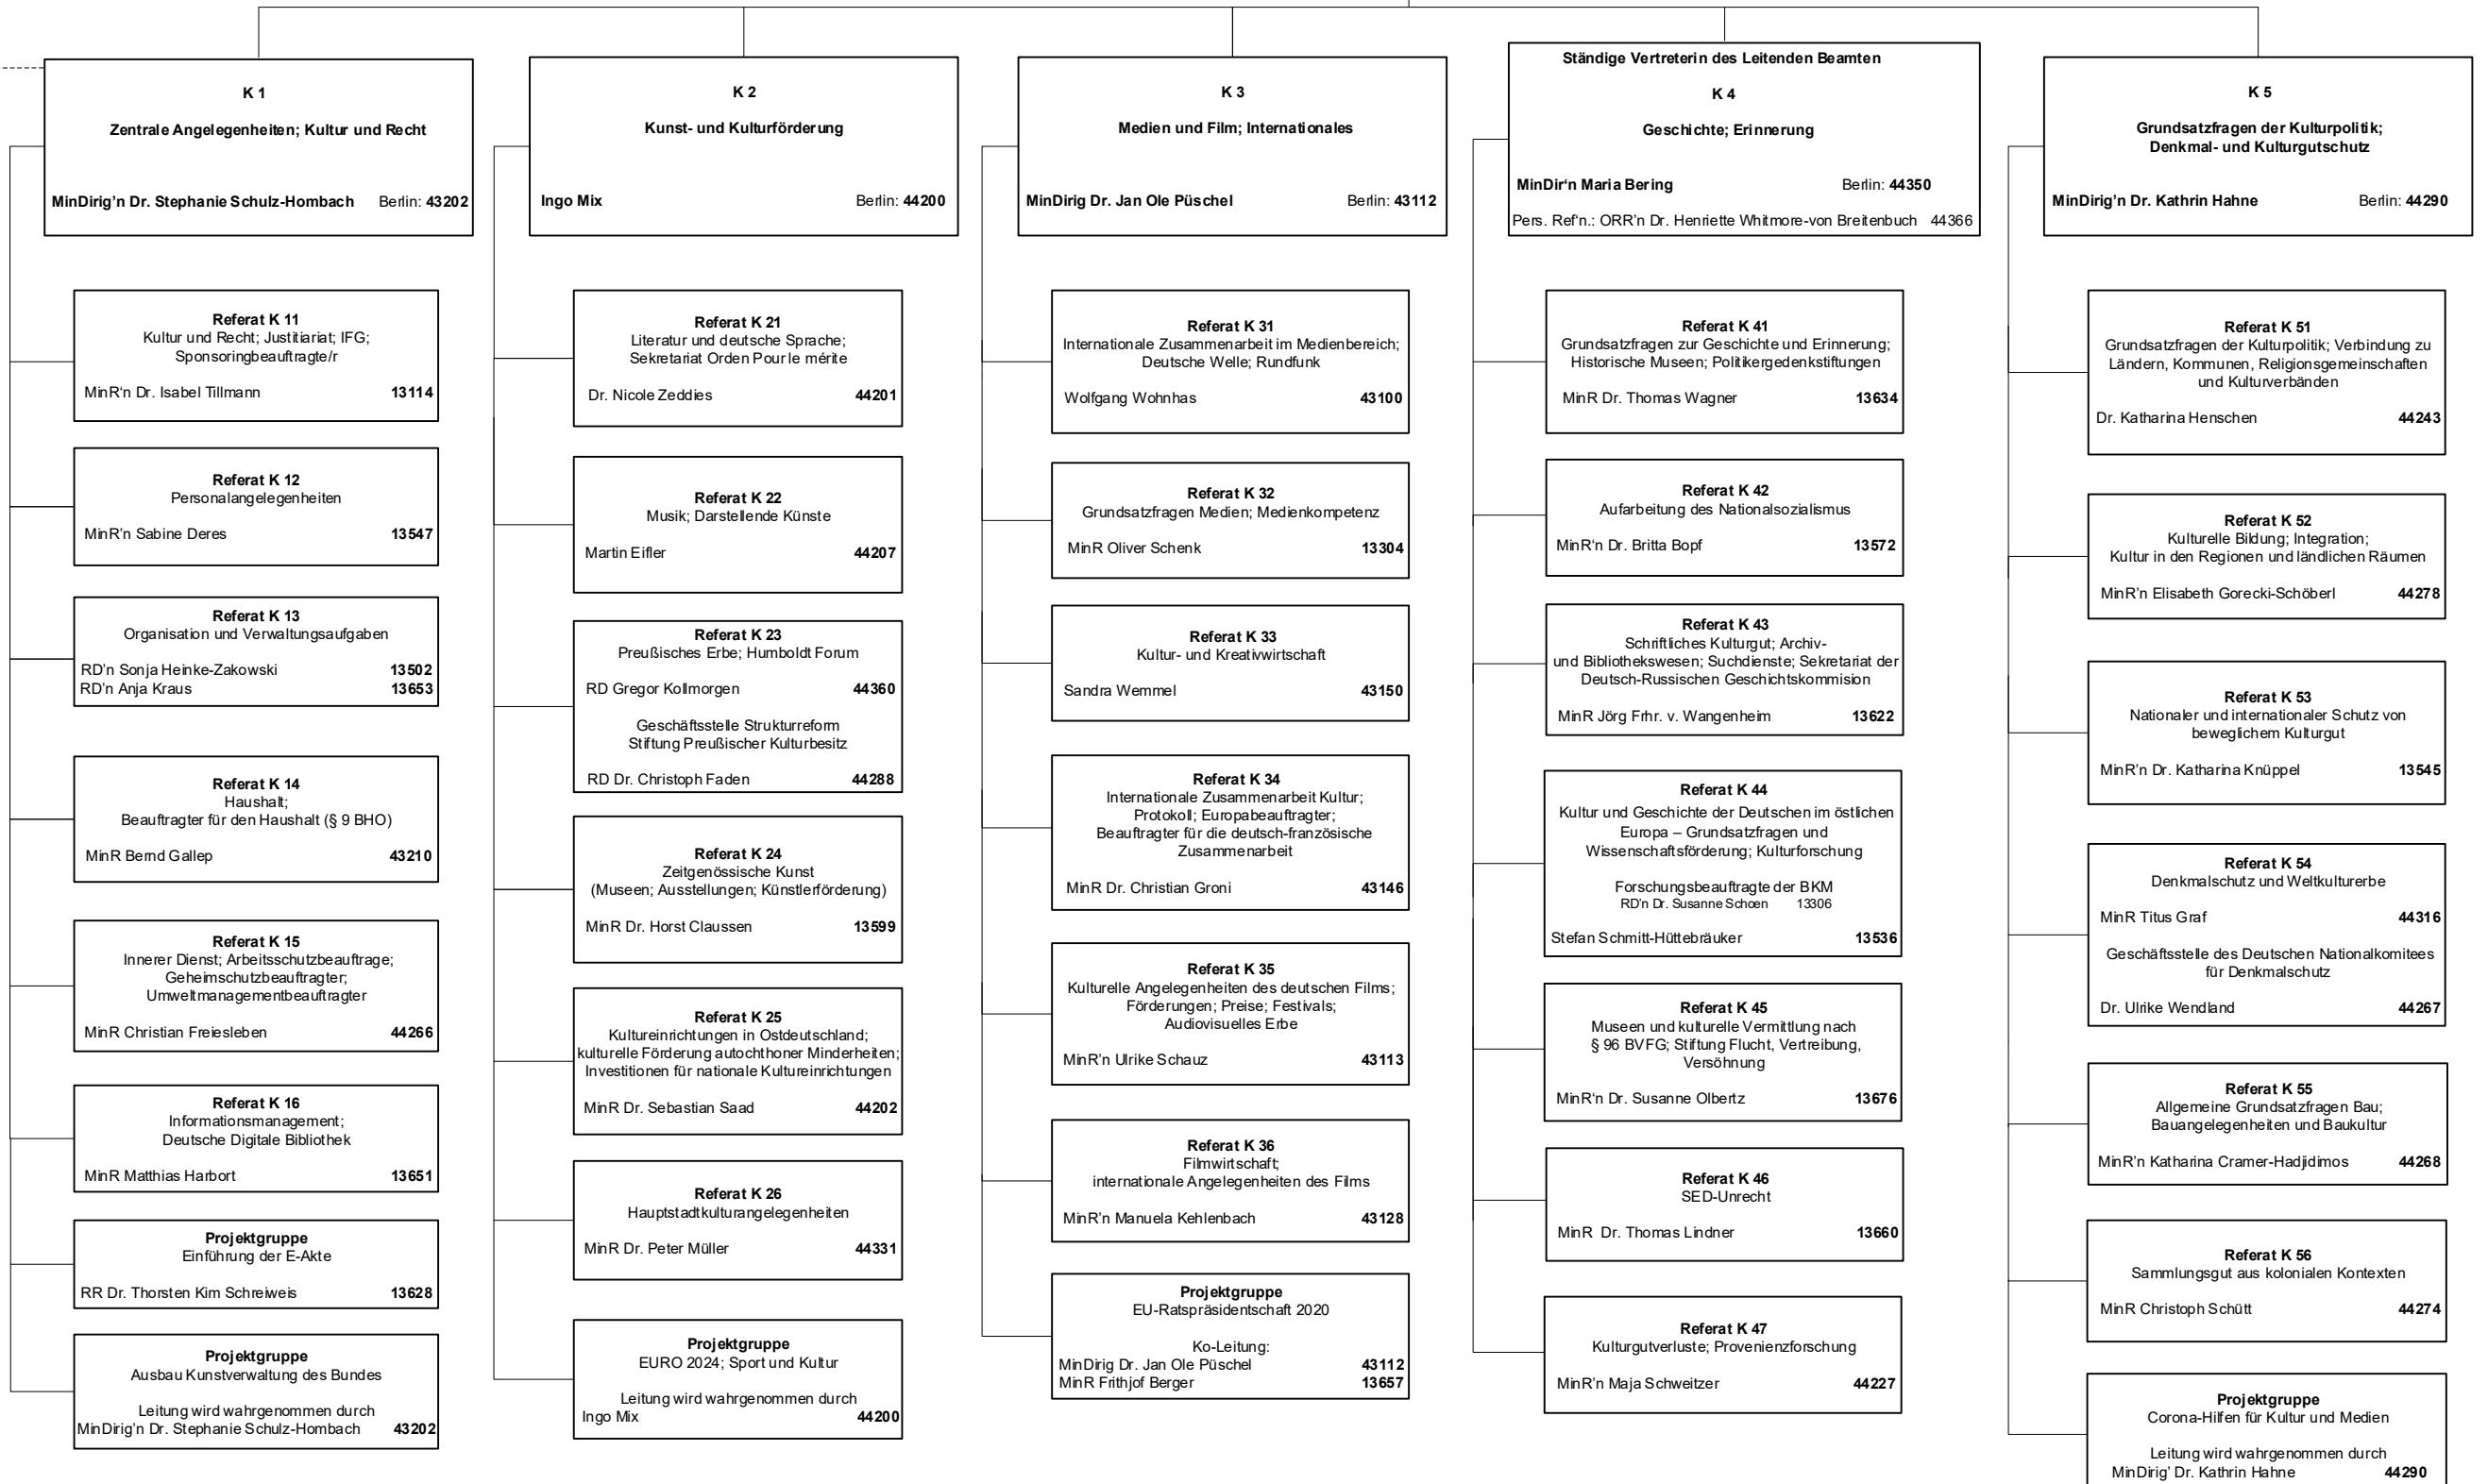 K 1
Zentrale Angelegenheiten; Kultur und Recht
MinDirig'n Dr. Stephanie Schulz-Hombach Berlin: 43202
Referat K 11
Kultur und Recht; Justitiariat; IFG;
Sponsoringbeauftragte/r
MinR'n Dr. Isabel Tillmann 13114
Referat K 12
Personalangelegenheiten
MinR'n Sabine Deres 13547
Referat K 13
Organisation und Verwaltungsaufgaben
RD'n Sonja Heinke-Zakowski 13502
RD'n Anja Kraus 13653
Referat K 14
Haushalt;
Beauftragter für den Haushalt (§ 9 BHO)
MinR Bernd Gallep 43210
Referat K 15
Innerer Dienst; Arbeitsschutzbeauftrage;
Geheimschutzbeauftragter;
Umweltmanagementbeauftragter
MinR Christian Freiesleben 44266
Referat K 16
Informationsmanagement;
Deutsche Digitale Bibliothek
MinR Matthias Harbort 13651
Projektgruppe
Einführung der E-Akte
RR Dr. Thorsten Kim Schreiweis 13628
Projektgruppe
Ausbau Kunstverwaltung des Bundes
Leitung wird wahrgenommen durch
MinDirig'n Dr. Stephanie Schulz-Hombach 43202
K 2
Kunst- und Kulturförderung
Ingo Mix Berlin: 44200
Referat K 21
Literatur und deutsche Sprache;
Sekretariat Orden Pour le mérite
Dr. Nicole Zeddies 44201
Referat K 22
Musik; Darstellende Künste
Martin Eifler 44207
Referat K 23
Preußisches Erbe; Humboldt Forum
RD Gregor Kollmorgen 44360
Geschäftsstelle Strukturreform
Stiftung Preußischer Kulturbesitz
RD Dr. Christoph Faden 44288
Referat K 24
Zeitgenössische Kunst
(Museen; Ausstellungen; Künstlerförderung)
MinR Dr. Horst Claussen 13599
Referat K 25
Kultureinrichtungen in Ostdeutschland;
kulturelle Förderung autochthoner Minderheiten;
Investitionen für nationale Kultureinrichtungen
MinR Dr. Sebastian Saad 44202
Referat K 26
Hauptstadtkulturangelegenheiten
MinR Dr. Peter Müller 44331
Projektgruppe
EURO 2024; Sport und Kultur
Leitung wird wahrgenommen durch
Ingo Mix 44200
K 3
Medien und Film; Internationales
MinDirig Dr. Jan Ole Püschel Berlin: 43112
Referat K 31
Internationale Zusammenarbeit im Medienbereich;
Deutsche Welle; Rundfunk
Wolfgang Wohnhas 43100
Referat K 32
Grundsatzfragen Medien; Medienkompetenz
MinR Oliver Schenk 13304
Referat K 33
Kultur- und Kreativwirtschaft
Sandra Wemmel 43150
Referat K 34
Internationale Zusammenarbeit Kultur;
Protokoll; Europabeauftragter;
Beauftragter für die deutsch-französische
Zusammenarbeit
MinR Dr. Christian Groni 43146
Referat K 35
Kulturelle Angelegenheiten des deutschen Films;
Förderungen; Preise; Festivals;
Audiovisuelles Erbe
MinR'n Ulrike Schauz 43113
Referat K 36
Filmwirtschaft;
internationale Angelegenheiten des Films
MinR'n Manuela Kehlenbach 43128
Projektgruppe
EU-Ratspräsidentschaft 2020
Ko-Leitung:
MinDirig Dr. Jan Ole Püschel 43112
MinR Frithjof Berger 13657
Ständige Vertreterin des Leitenden Beamten
K 4
Geschichte; Erinnerung
MinDir'n Maria Bering Berlin: 44350
Pers. Ref'n.: ORR'n Dr. Henriette Whitmore-von Breitenbuch 44366
Referat K 41
Grundsatzfragen zur Geschichte und Erinnerung;
Historische Museen; Politikergedenkstiftungen
MinR Dr. Thomas Wagner 13634
Referat K 42
Aufarbeitung des Nationalsozialismus
MinR'n Dr. Britta Bopf 13572
Referat K 43
Schriftliches Kulturgut; Archiv-
und Bibliothekswesen; Suchdienste; Sekretariat der
Deutsch-Russischen Geschichtskommision
MinR Jörg Frhr. v. Wangenheim 13622
Referat K 44
Kultur und Geschichte der Deutschen im östlichen
Europa – Grundsatzfragen und
Wissenschaftsförderung; Kulturforschung
Forschungsbeauftragte der BKM
RD'n Dr. Susanne Schoen 13306
Stefan Schmitt-Hüttebräuker 13536
Referat K 45
Museen und kulturelle Vermittlung nach
§ 96 BVFG; Stiftung Flucht, Vertreibung,
Versöhnung
MinR'n Dr. Susanne Olbertz 13676
Referat K 46
SED-Unrecht
MinR Dr. Thomas Lindner 13660
Referat K 47
Kulturgutverluste; Provenienzforschung
MinR'n Maja Schweitzer 44227
K 5
Grundsatzfragen der Kulturpolitik;
Denkmal- und Kulturgutschutz
MinDirig'n Dr. Kathrin Hahne Berlin: 44290
Referat K 51
Grundsatzfragen der Kulturpolitik; Verbindung zu
Ländern, Kommunen, Religionsgemeinschaften
und Kulturverbänden
Dr. Katharina Henschen 44243
Referat K 52
Kulturelle Bildung; Integration;
Kultur in den Regionen und ländlichen Räumen
MinR'n Elisabeth Gorecki-Schöberl 44278
Referat K 53
Nationaler und internationaler Schutz von
beweglichem Kulturgut
MinR'n Dr. Katharina Knüppel 13545
Referat K 54
Denkmalschutz und Weltkulturerbe
MinR Titus Graf 44316
Geschäftsstelle des Deutschen Nationalkomitees
für Denkmalschutz
Dr. Ulrike Wendland 44267
Referat K 55
Allgemeine Grundsatzfragen Bau;
Bauangelegenheiten und Baukultur
MinR'n Katharina Cramer-Hadjidimos 44268
Referat K 56
Sammlungsgut aus kolonialen Kontexten
MinR Christoph Schütt 44274
Projektgruppe
Corona-Hilfen für Kultur und Medien
Leitung wird wahrgenommen durch
MinDirig' Dr. Kathrin Hahne 44290